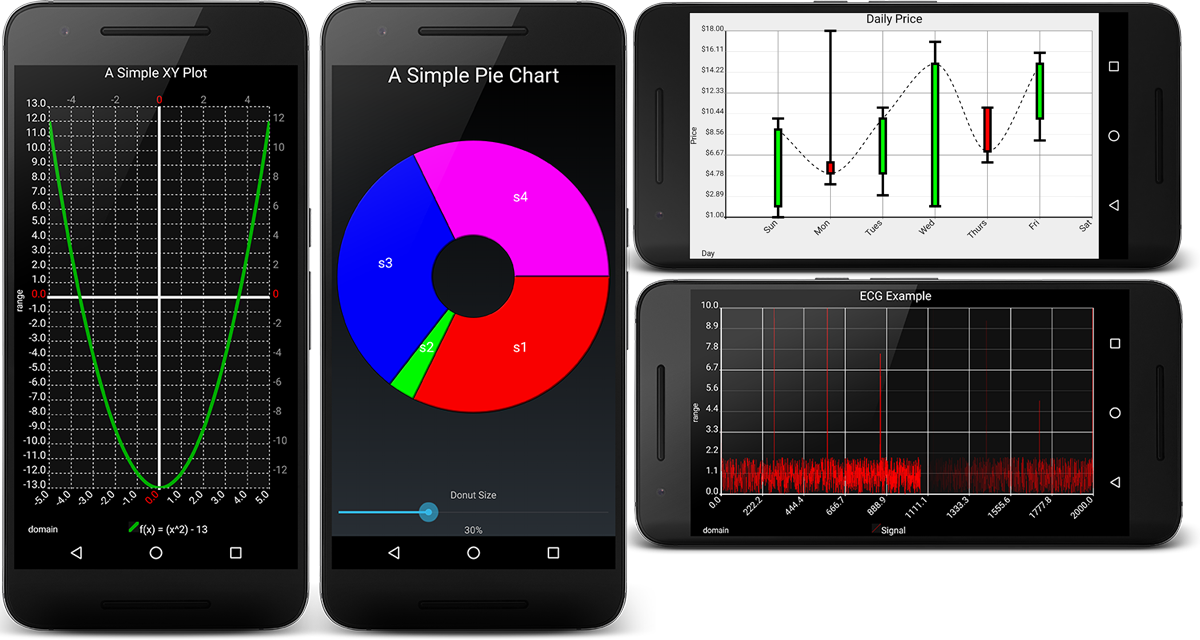 A Simple XY Plot
-4 -2 0 2 4
13.0
12.0
11.0
10.0
9.0
8.0
7.0
6.0
5.0
4.0
3.0
2.0
1.0
0.0
-1.0
-2.0
-3.0
-4.0
-5.0
-6.0
-7.0
-8.0
-9.0
-10.0
-11.0
-12.0
-13.0
12
10
8
6
4
2
0
-2
-4
-6
-8
-10
-12
range
-5.0 -4.0 -3.0 -2.0 -1.0 0.0 1.0 2.0 3.0 4.0 5.0
domain
f(x) = (x^2) - 13
A Simple Pie Chart
s4
s3
s2
s1
Donut Size
30%
Daily Price
$18.00
$16.11
$14.22
$12.33
$10.44
$8.56
$6.67
$4.78
$2.89
$1.00
Price
Sun Mon Tues Wed Thurs Fri Sat
Day
ECG Example
10.0
8.9
7.8
6.7
5.6
4.4
3.3
2.2
1.1
0.0
range
0.0 222.2 444.4 666.7 888.9 1111.1 1333.3 1555.6 1777.8 2000.0
domain
Signal